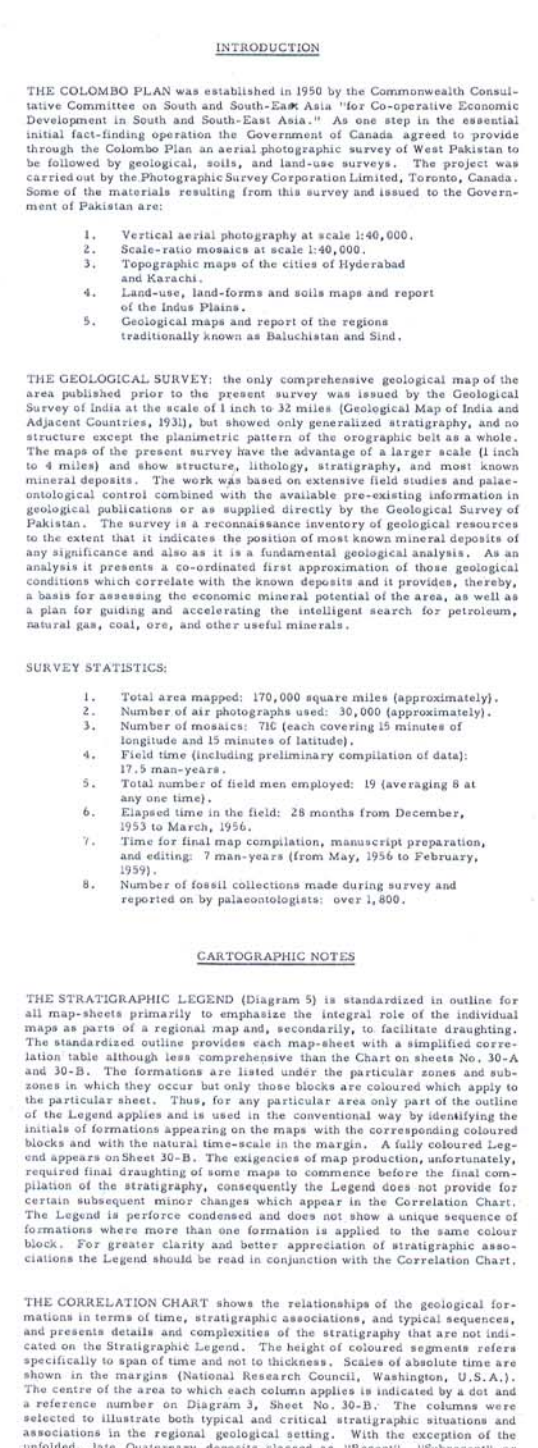 INTRODUCTION
THE COLOMBO PLAN was established in 1950 by the Commonwealth Consul-
tative Committee on South and South-East Asia "for Co-operative Economic
Development in South and South-East Asia." As one step in the essential
initial fact-finding operation the Government of Canada agreed to provide
through the Colombo Plan an aerial photographic survey of West Pakistan to
be followed by geological, soils, and land-use surveys. The project was
carried out by the Photographic Survey Corporation Limited, Toronto, Canada.
Some of the materials resulting from this survey and issued to the Govern-
ment of Pakistan are:
1. Vertical aerial photography at scale 1:40,000.
2. Scale-ratio mosaics at scale 1:40,000.
3. Topographic maps of the cities of Hyderabad
and Karachi.
4. Land-use, land-forms and soils maps and report
of the Indus Plains.
5. Geological maps and report of the regions
traditionally known as Baluchistan and Sind.
THE GEOLOGICAL SURVEY: the only comprehensive geological map of the
area published prior to the present survey was issued by the Geological
Survey of India at the scale of 1 inch to 32 miles (Geological Map of India and
Adjacent Countries, 1931), but showed only generalized stratigraphy, and no
structure except the planimetric pattern of the orographic belt as a whole.
The maps of the present survey have the advantage of a larger scale (1 inch
to 4 miles) and show structure, lithology, stratigraphy, and most known
mineral deposits. The work was based on extensive field studies and palae-
ontological control combined with the available pre-existing information in
geological publications or as supplied directly by the Geological Survey of
Pakistan. The survey is a reconnaissance inventory of geological resources
to the extent that it indicates the position of most known mineral deposits of
any significance and also as it is a fundamental geological analysis. As an
analysis it presents a co-ordinated first approximation of those geological
conditions which correlate with the known deposits and it provides, thereby,
a basis for assessing the economic mineral potential of the area, as well as
a plan for guiding and accelerating the intelligent search for petroleum,
natural gas, coal, ore, and other useful minerals.
SURVEY STATISTICS:
1. Total area mapped: 170,000 square miles (approximately).
2. Number of air photographs used: 30,000 (approximately).
3. Number of mosaics: 710 (each covering 15 minutes of
longitude and 15 minutes of latitude).
4. Field time (including preliminary compilation of data):
17.5 man-years.
5. Total number of field men employed: 19 (averaging 8 at
any one time).
6. Elapsed time in the field: 28 months from December,
1953 to March, 1956.
7. Time for final map compilation, manuscript preparation,
and editing: 7 man-years (from May, 1956 to February,
1959).
8. Number of fossil collections made during survey and
reported on by palaeontologists: over 1,800.
CARTOGRAPHIC NOTES
THE STRATIGRAPHIC LEGEND (Diagram 5) is standardized in outline for
all map-sheets primarily to emphasize the integral role of the individual
maps as parts of a regional map and, secondarily, to facilitate draughting.
The standardized outline provides each map-sheet with a simplified corre-
lation table although less comprehensive than the Chart on sheets No. 30-A
and 30-B. The formations are listed under the particular zones and sub-
zones in which they occur but only those blocks are coloured which apply to
the particular sheet. Thus, for any particular area only part of the outline
of the Legend applies and is used in the conventional way by identifying the
initials of formations appearing on the maps with the corresponding coloured
blocks and with the natural time-scale in the margin. A fully coloured Leg-
end appears on Sheet 30-B. The exigencies of map production, unfortunately,
required final draughting of some maps to commence before the final com-
pilation of the stratigraphy, consequently the Legend does not provide for
certain subsequent minor changes which appear in the Correlation Chart.
The Legend is perforce condensed and does not show a unique sequence of
formations where more than one formation is applied to the same colour
block. For greater clarity and better appreciation of stratigraphic asso-
ciations the Legend should be read in conjunction with the Correlation Chart.
THE CORRELATION CHART shows the relationships of the geological for-
mations in terms of time, stratigraphic associations, and typical sequences,
and presents details and complexities of the stratigraphy that are not indi-
cated on the Stratigraphic Legend. The height of coloured segments refers
specifically to span of time and not to thickness. Scales of absolute time are
shown in the margins (National Research Council, Washington, U.S.A.).
The centre of the area to which each column applies is indicated by a dot and
a reference number on Diagram 3, Sheet No. 30-B. The columns were
selected to illustrate both typical and critical stratigraphic situations and
associations in the regional geological setting. With the exception of the